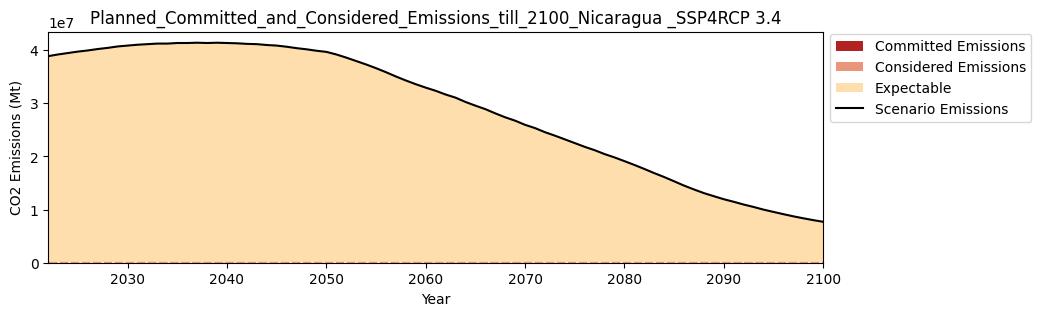 Planned_Committed_and_Considered_Emissions_till_2100_Nicaragua _SSP4RCP 3.4
1e7
CO2 Emissions (Mt)
4
3
2
1
0
2030 2040 2050 2060 2070 2080 2090 2100
Year
Committed Emissions
Considered Emissions
Expectable
Scenario Emissions